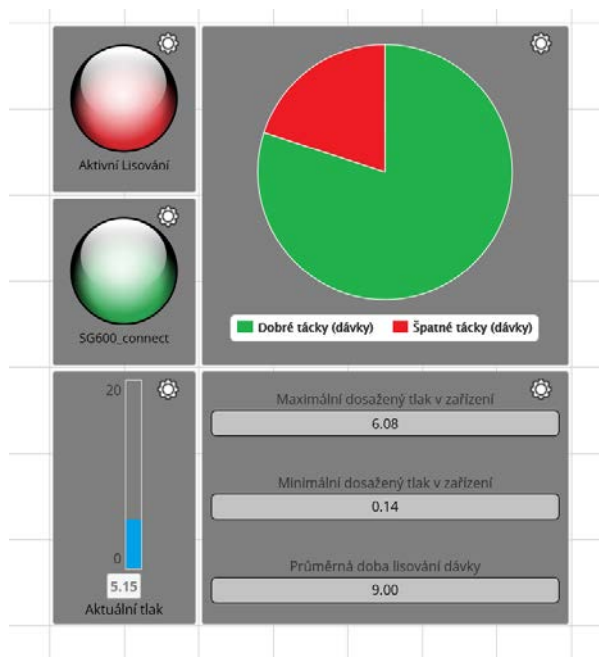 Aktivní Lisování
SG600_connect
Dobré tácky (dávky) Špatné tácky (dávky)
20
0
5.15
Aktuální tlak
Maximální dosažený tlak v zařízení
6.08
Minimální dosažený tlak v zařízení
0.14
Průměrná doba lisování dávky
9.00